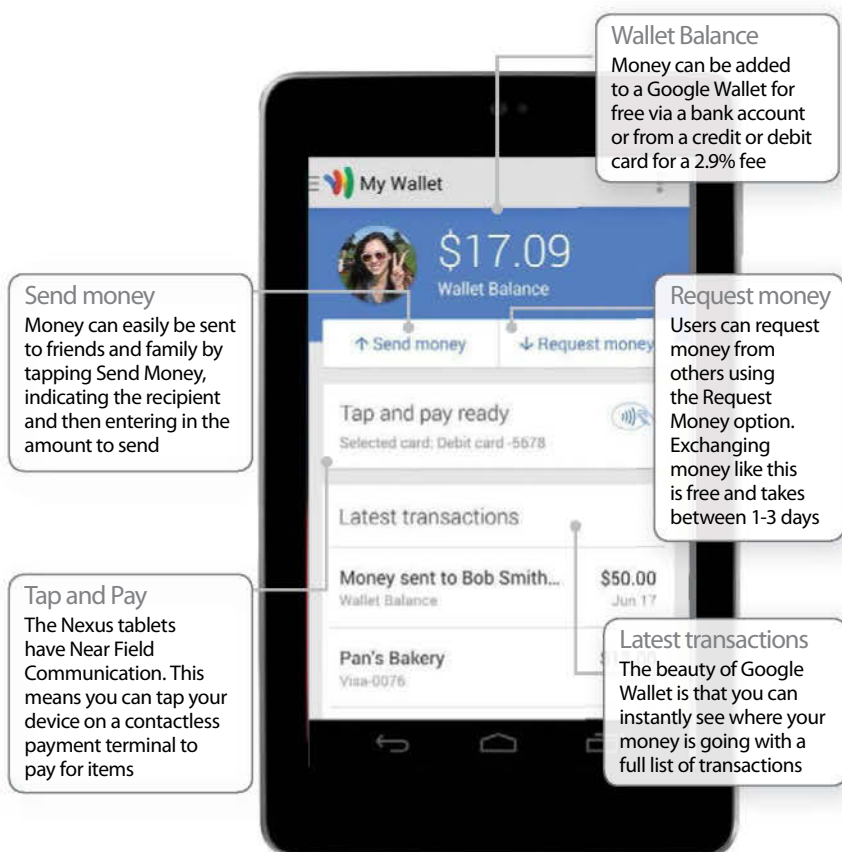 Wallet Balance
Money can be added
to a Google Wallet for
free via a bank account
or from a credit or debit
card for a 2.9% fee
My Wallet
$17.09
Wallet Balance
Send money
Money can easily be sent
to friends and family by
tapping Send Money,
indicating the recipient
and then entering in the
amount to send
↑ Send money
↓ Request money
Request money
Users can request
money from
others using
the Request
Money option.
Exchanging
money like this
is free and takes
between 1-3 days
Tap and pay ready
Selected card: Debit card -5678
Latest transactions
Money sent to Bob Smith... $50.00
Wallet Balance Jun 17
Pan's Bakery
Visa-0076
Tap and Pay
The Nexus tablets
have Near Field
Communication. This
means you can tap your
device on a contactless
payment terminal to
pay for items
Latest transactions
The beauty of Google
Wallet is that you can
instantly see where your
money is going with a
full list of transactions